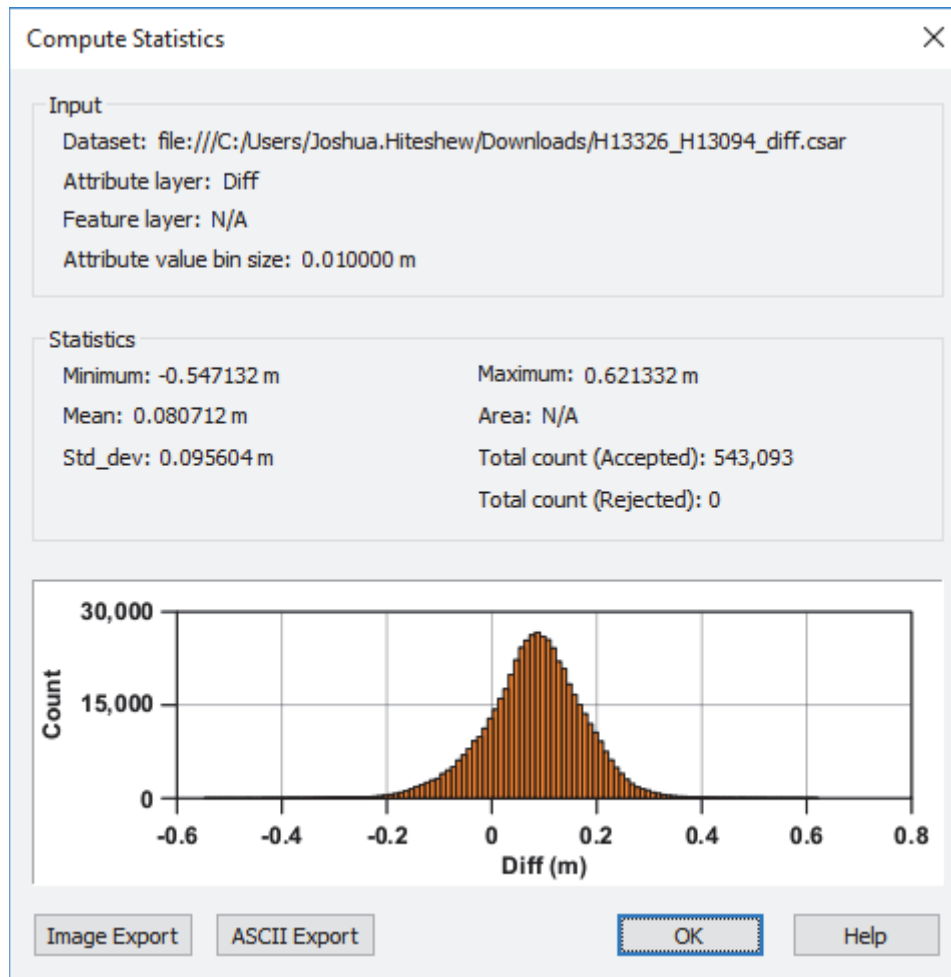 Compute Statistics
Input
Dataset: file:///C:/Users/Joshua.Hiteshew/Downloads/H13326_H13094_diff.csar
Attribute layer: Diff
Feature layer: N/A
Attribute value bin size: 0.010000 m
Statistics
Minimum: -0.547132 m
Maximum: 0.621332 m
Mean: 0.080712 m
Area: N/A
Std_dev: 0.095604 m
Total count (Accepted): 543,093
Total count (Rejected): 0
30,000
15,000
0
Count
-0.6 -0.4 -0.2 0 0.2 0.4 0.6 0.8
Diff (m)
Image Export ASCII Export OK Help